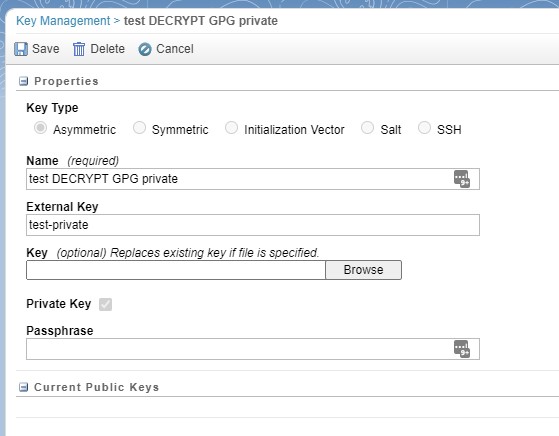 Key Management > test DECRYPT GPG private
Save Delete Cancel
Properties
Key Type
Asymmetric Symmetric Initialization Vector Salt SSH
Name (required)
test DECRYPT GPG private
External Key
test-private
Key (optional) Replaces existing key if file is specified.
Browse
Private Key
Passphrase
Current Public Keys